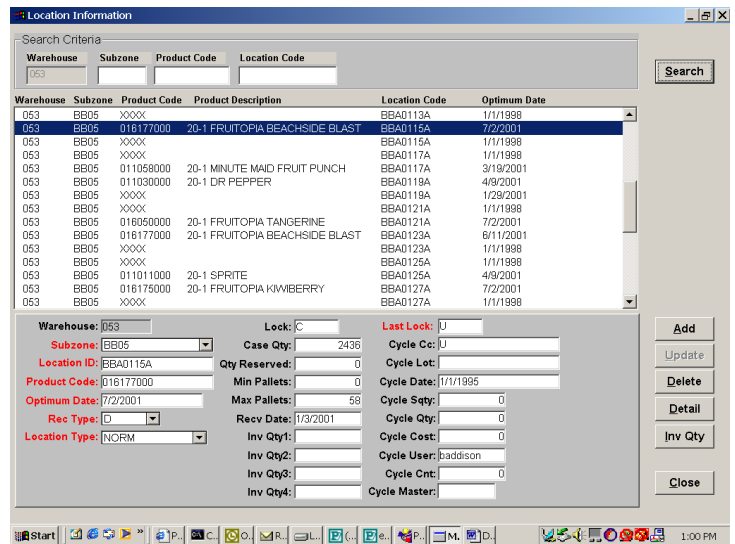 Location Information
Search Criteria
Warehouse Subzone Product Code Location Code
053
Search
Warehouse Subzone Product Code Product Description Location Code Optimum Date
053 BB05 XXXX BBA0113A 1/1/1998
053 BB05 016177000 20-1 FRUITOPIA BEACHSIDE BLAST BBA0115A 7/2/2001
053 BB05 XXXX BBA0115A 1/1/1998
053 BB05 XXXX BBA0117A 1/1/1998
053 BB05 011058000 20-1 MINUTE MAID FRUIT PUNCH BBA0117A 3/19/2001
053 BB05 011030000 20-1 DR PEPPER BBA0119A 4/9/2001
053 BB05 XXXX BBA0119A 1/29/2001
053 BB05 XXXX BBA0121A 1/1/1998
053 BB05 016050000 20-1 FRUITOPIA TANGERINE BBA0121A 7/2/2001
053 BB05 016177000 20-1 FRUITOPIA BEACHSIDE BLAST BBA0123A 6/11/2001
053 BB05 XXXX BBA0123A 1/1/1998
053 BB05 XXXX BBA0125A 1/1/1998
053 BB05 011011000 20-1 SPRITE BBA0125A 4/9/2001
053 BB05 016175000 20-1 FRUITOPIA KIWIBERRY BBA0127A 7/2/2001
053 BB05 XXXX BBA0127A 1/1/1998
Warehouse: 053 Lock: C Last Lock: U Add
Subzone: BB05 Case Qty: 2436 Cycle Cc: U
Update
Location ID: BBA0115A Qty Reserved: 0 Cycle Lot:
Product Code: 016177000 Min Pallets: 0 Cycle Date: 1/1/1995 Delete
Optimum Date: 7/2/2001 Max Pallets: 58 Cycle Sqty: 0
Detail
Rec Type: D Recv Date: 1/3/2001 Cycle Qty: 0
Location Type: NORM Inv Qty1: Cycle Cost: 0 Inv Qty
Inv Qty2: Cycle User: baddison
Inv Qty3: Cycle Cnt: 0
Inv Qty4: Cycle Master: Close
Start P.. C.. O.. R.. L.. (... e.. P.. M. D.. 1:00 PM